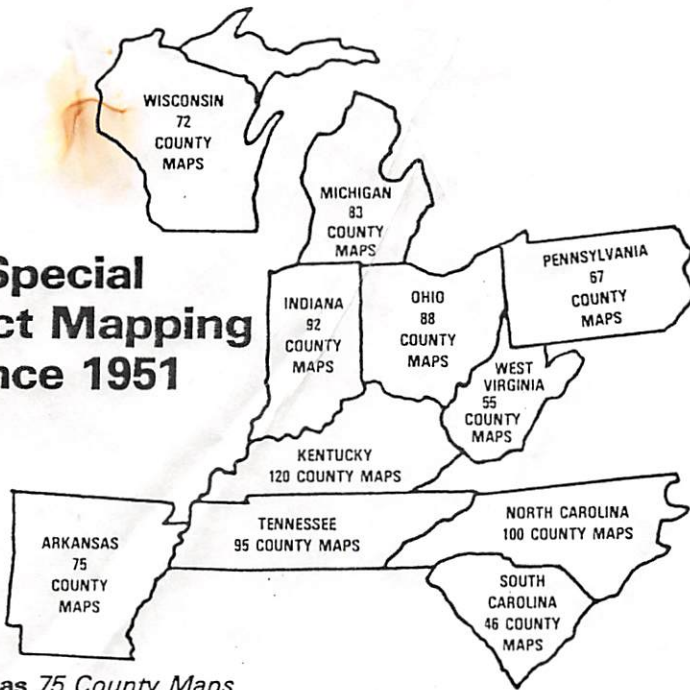 WISCONSIN
72
COUNTY
MAPS
MICHIGAN
83
COUNTY
MAPS
Special
ct Mapping
nce 1951
INDIANA
92
COUNTY
MAPS
OHIO
88
COUNTY
MAPS
PENNSYLVANIA
67
COUNTY
MAPS
WEST
VIRGINIA
55
COUNTY
MAPS
KENTUCKY
120 COUNTY MAPS
TENNESSEE
95 COUNTY MAPS
NORTH CAROLINA
100 COUNTY MAPS
ARKANSAS
75
COUNTY
MAPS
SOUTH
CAROLINA
46 COUNTY
MAPS
as 75 County Maps